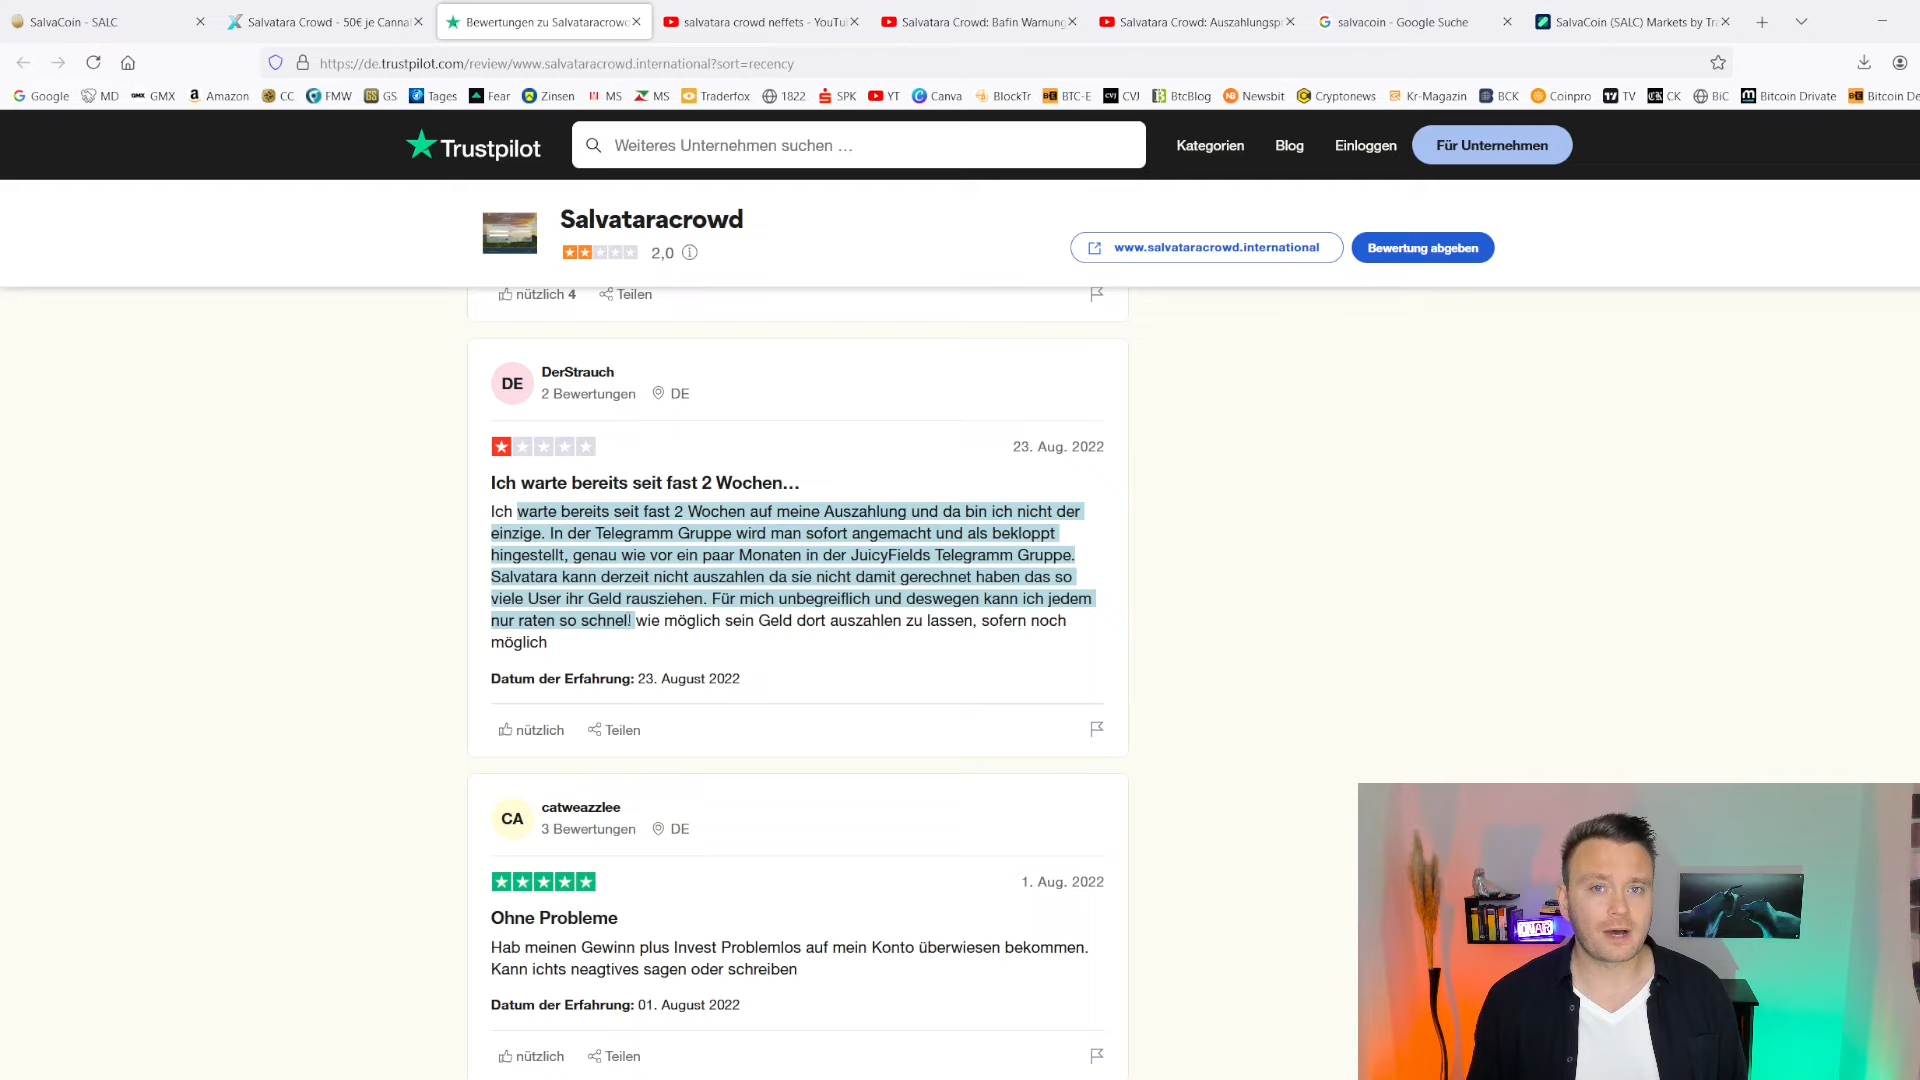 SalvaCoin - SALC
Salvatara Crowd - 50€ je Canna
Bewertungen zu Salvataracrowd
salvatara crowd neffets - YouTu
Salvatara Crowd: Bafin Warnung
Salvatara Crowd: Auszahlungsp
salvacoin - Google Suche
SalvaCoin (SALC) Markets by Tr
https://de.trustpilot.com/review/www.salvataracrowd.international?sort=recency
Google MD GMX Amazon CC FMW GS Tages Fear Zinsen MS MS Traderfox 1822 SPK YT Canva BlockTr BTC-E CVJ BtcBlog Newsbit Cryptonews Kr-Magazin BCK Coinpro TV CK BiC Bitcoin Private Bitcoin De
Trustpilot
Weiteres Unternehmen suchen …
Kategorien Blog Einloggen Für Unternehmen
Salvataracrowd
2,0
www.salvataracrowd.international
Bewertung abgeben
nützlich 4 Teilen
DE
DerStrauch
2 Bewertungen DE
23. Aug. 2022
Ich warte bereits seit fast 2 Wochen…
Ich warte bereits seit fast 2 Wochen auf meine Auszahlung und da bin ich nicht der
einzige. In der Telegramm Gruppe wird man sofort angemacht und als bekloppt
hingestellt, genau wie vor ein paar Monaten in der JuicyFields Telegramm Gruppe.
Salvatara kann derzeit nicht auszahlen da sie nicht damit gerechnet haben das so
viele User ihr Geld rausziehen. Für mich unbegreiflich und deswegen kann ich jedem
nur raten so schnell wie möglich sein Geld dort auszahlen zu lassen, sofern noch
möglich
Datum der Erfahrung: 23. August 2022
nützlich Teilen
CA
catweazzlee
3 Bewertungen DE
1. Aug. 2022
Ohne Probleme
Hab meinen Gewinn plus Invest Problemlos auf mein Konto überwiesen bekommen.
Kann ichts neagtives sagen oder schreiben
Datum der Erfahrung: 01. August 2022
nützlich Teilen